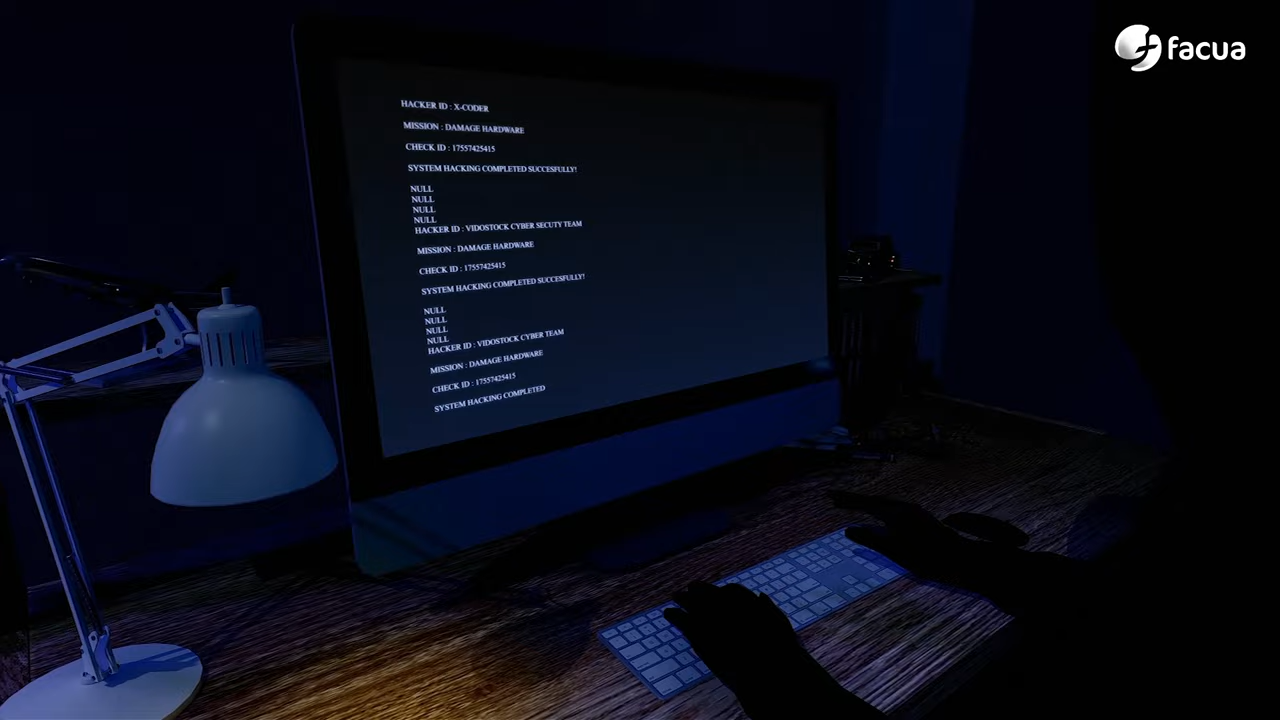 facua
HACKER ID : X-CODER
MISSION : DAMAGE HARDWARE
CHECK ID : 17557425415
SYSTEM HACKING COMPLETED SUCCESFULLY!
NULL
NULL
NULL
NULL
HACKER ID : VIDOSTOCK CYBER SECUTY TEAM
MISSION : DAMAGE HARDWARE
CHECK ID : 17557425415
SYSTEM HACKING COMPLETED SUCCESFULLY!
NULL
NULL
NULL
NULL
HACKER ID : VIDOSTOCK CYBER TEAM
MISSION : DAMAGE HARDWARE
CHECK ID : 17557425415
SYSTEM HACKING COMPLETED